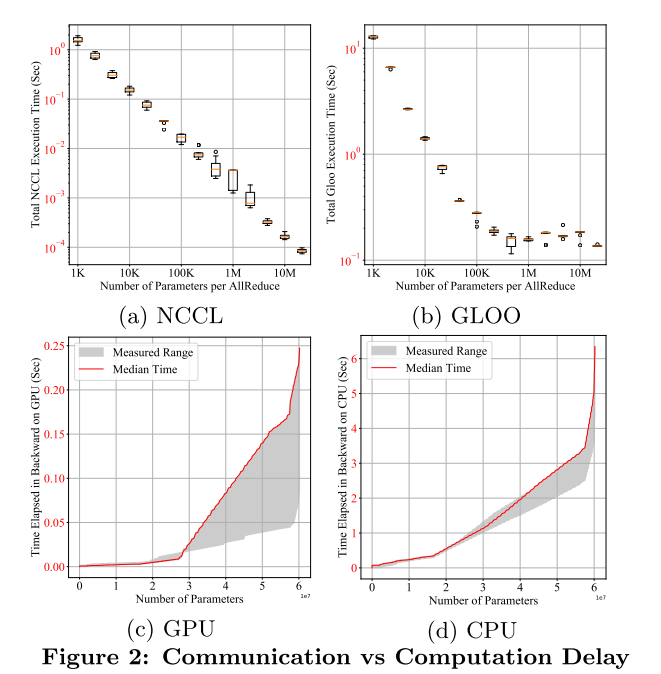 Total NCCL Execution Time (Sec)
10^0
10^-1
10^-2
10^-3
10^-4
1K 10K 100K 1M 10M
Number of Parameters per AllReduce
(a) NCCL
Total Gloo Execution Time (Sec)
10^1
10^0
10^-1
1K 10K 100K 1M 10M
Number of Parameters per AllReduce
(b) GLOO
Time Elapsed in Backward on GPU (Sec)
0.25
0.20
0.15
0.10
0.05
0.00
Measured Range
Median Time
0 1 2 3 4 5 6
1e7
Number of Parameters
(c) GPU
Time Elapsed in Backward on CPU (Sec)
6
5
4
3
2
1
0
Measured Range
Median Time
0 1 2 3 4 5 6
1e7
Number of Parameters
(d) CPU
Figure 2: Communication vs Computation Delay